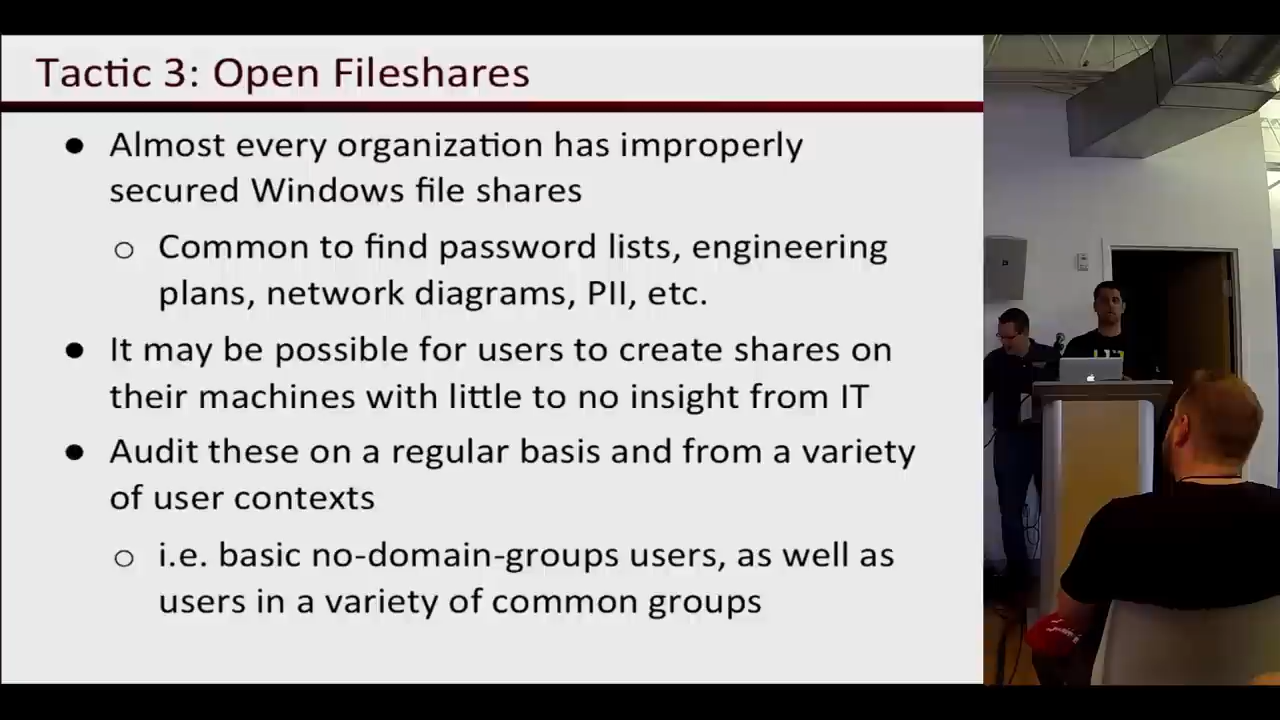 Tactic 3: Open Fileshares
● Almost every organization has improperly
secured Windows file shares
o Common to find password lists, engineering
plans, network diagrams, PII, etc.
● It may be possible for users to create shares on
their machines with little to no insight from IT
● Audit these on a regular basis and from a variety
of user contexts
o i.e. basic no-domain-groups users, as well as
users in a variety of common groups